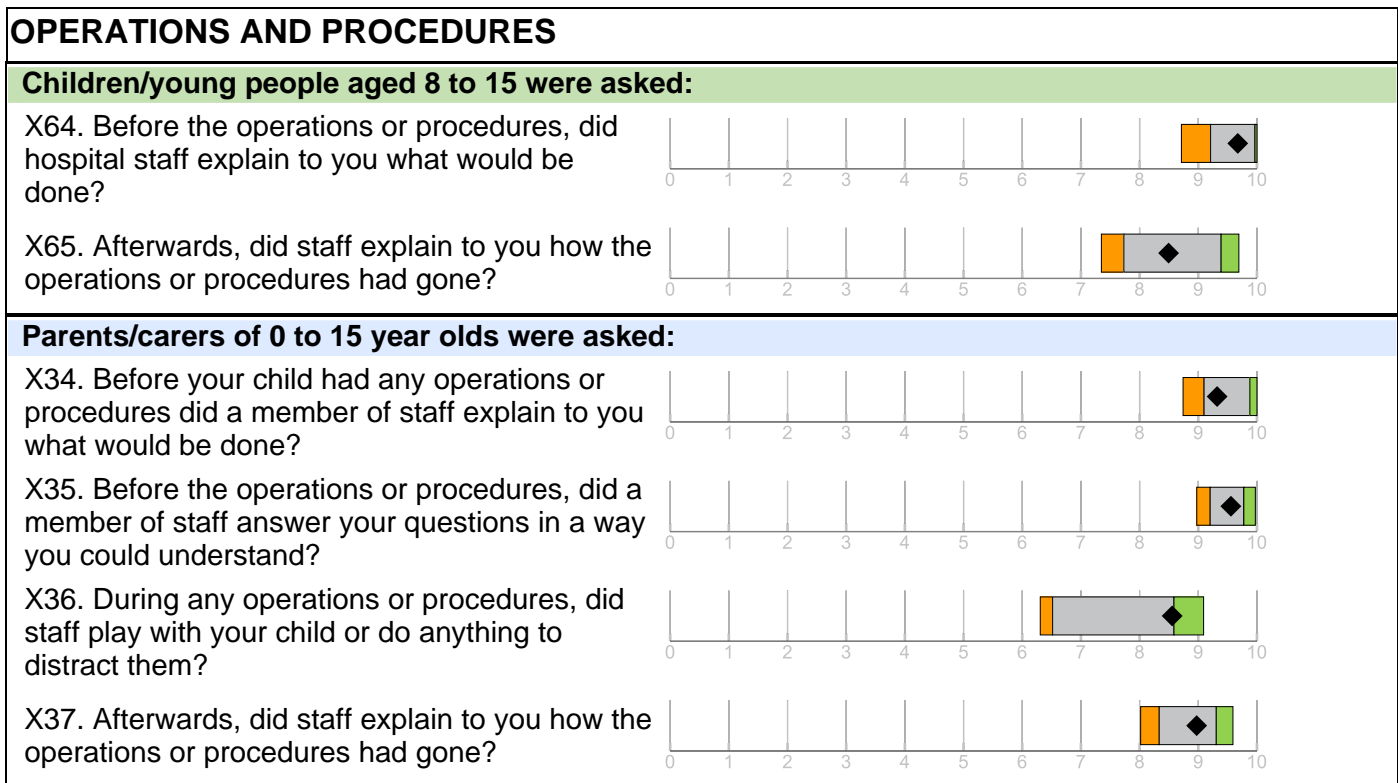 OPERATIONS AND PROCEDURES
Children/young people aged 8 to 15 were asked:
X64. Before the operations or procedures, did
hospital staff explain to you what would be
done?
0 1 2 3 4 5 6 7 8 9 10
X65. Afterwards, did staff explain to you how the
operations or procedures had gone?
0 1 2 3 4 5 6 7 8 9 10
Parents/carers of 0 to 15 year olds were asked:
X34. Before your child had any operations or
procedures did a member of staff explain to you
what would be done?
0 1 2 3 4 5 6 7 8 9 10
X35. Before the operations or procedures, did a
member of staff answer your questions in a way
you could understand?
0 1 2 3 4 5 6 7 8 9 10
X36. During any operations or procedures, did
staff play with your child or do anything to
distract them?
0 1 2 3 4 5 6 7 8 9 10
X37. Afterwards, did staff explain to you how the
operations or procedures had gone?
0 1 2 3 4 5 6 7 8 9 10